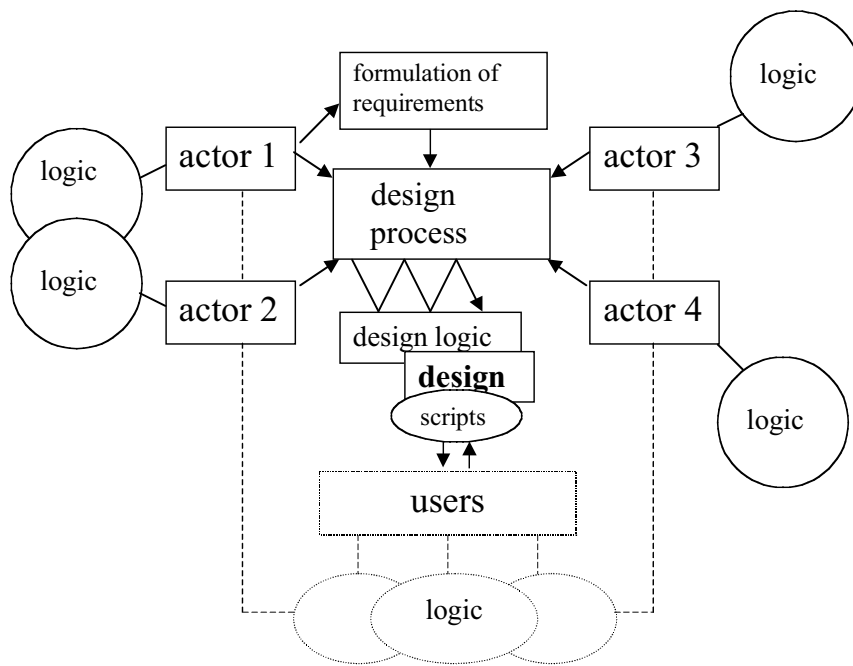 formulation of
requirements
logic
actor 1
actor 3
logic
design
process
logic
actor 2
actor 4
design logic
design
scripts
logic
users
logic